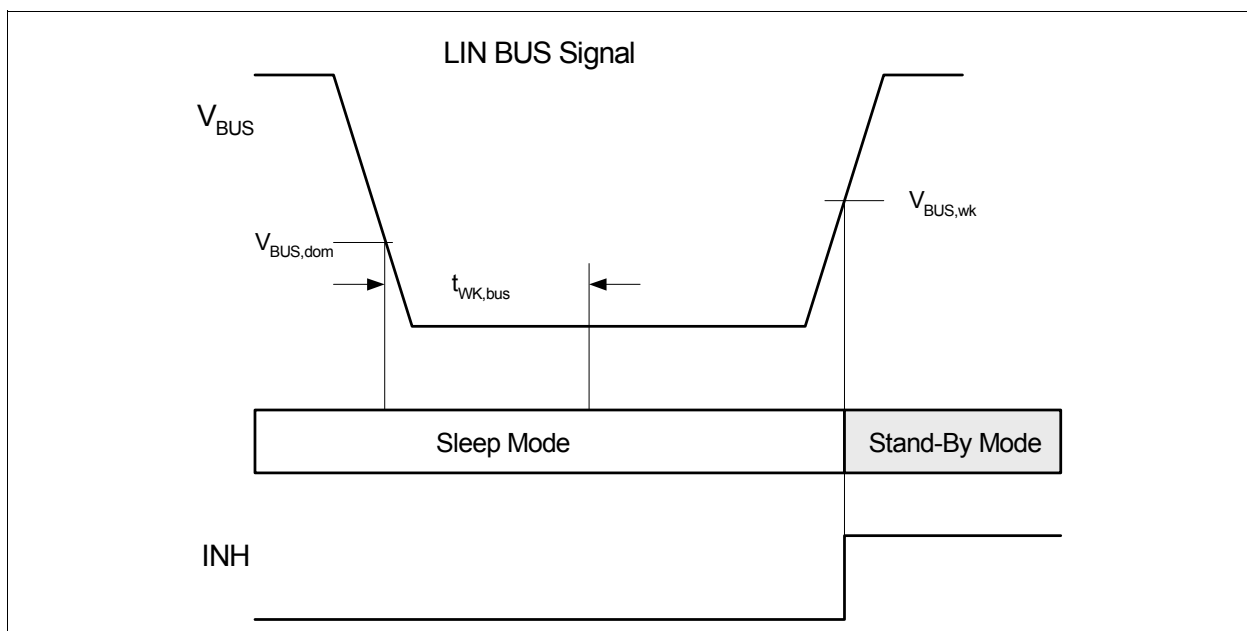 LIN BUS Signal
V_BUS
V_BUS,wk
V_BUS,dom
t_WK,bus
Sleep Mode
Stand-By Mode
INH